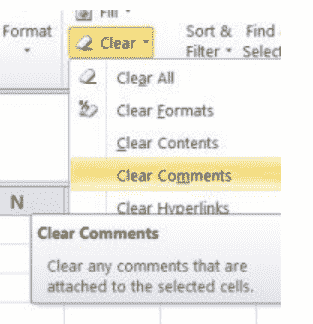 Fill
Format
Clear
Sort &
Filter
Find
Select
Clear All
Clear Formats
Clear Contents
Clear Comments
Clear Hyperlinks
N
Clear Comments
Clear any comments that are
attached to the selected cells.